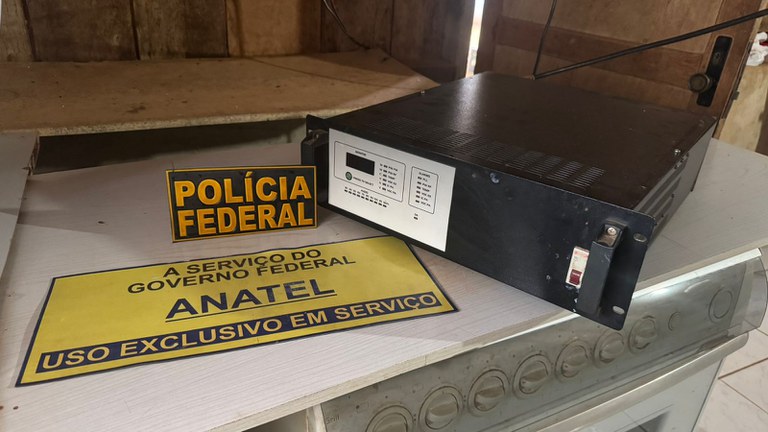 POLÍCIA
FEDERAL
A SERVIÇO DO
GOVERNO FEDERAL
ANATEL
USO EXCLUSIVO EM SERVIÇO